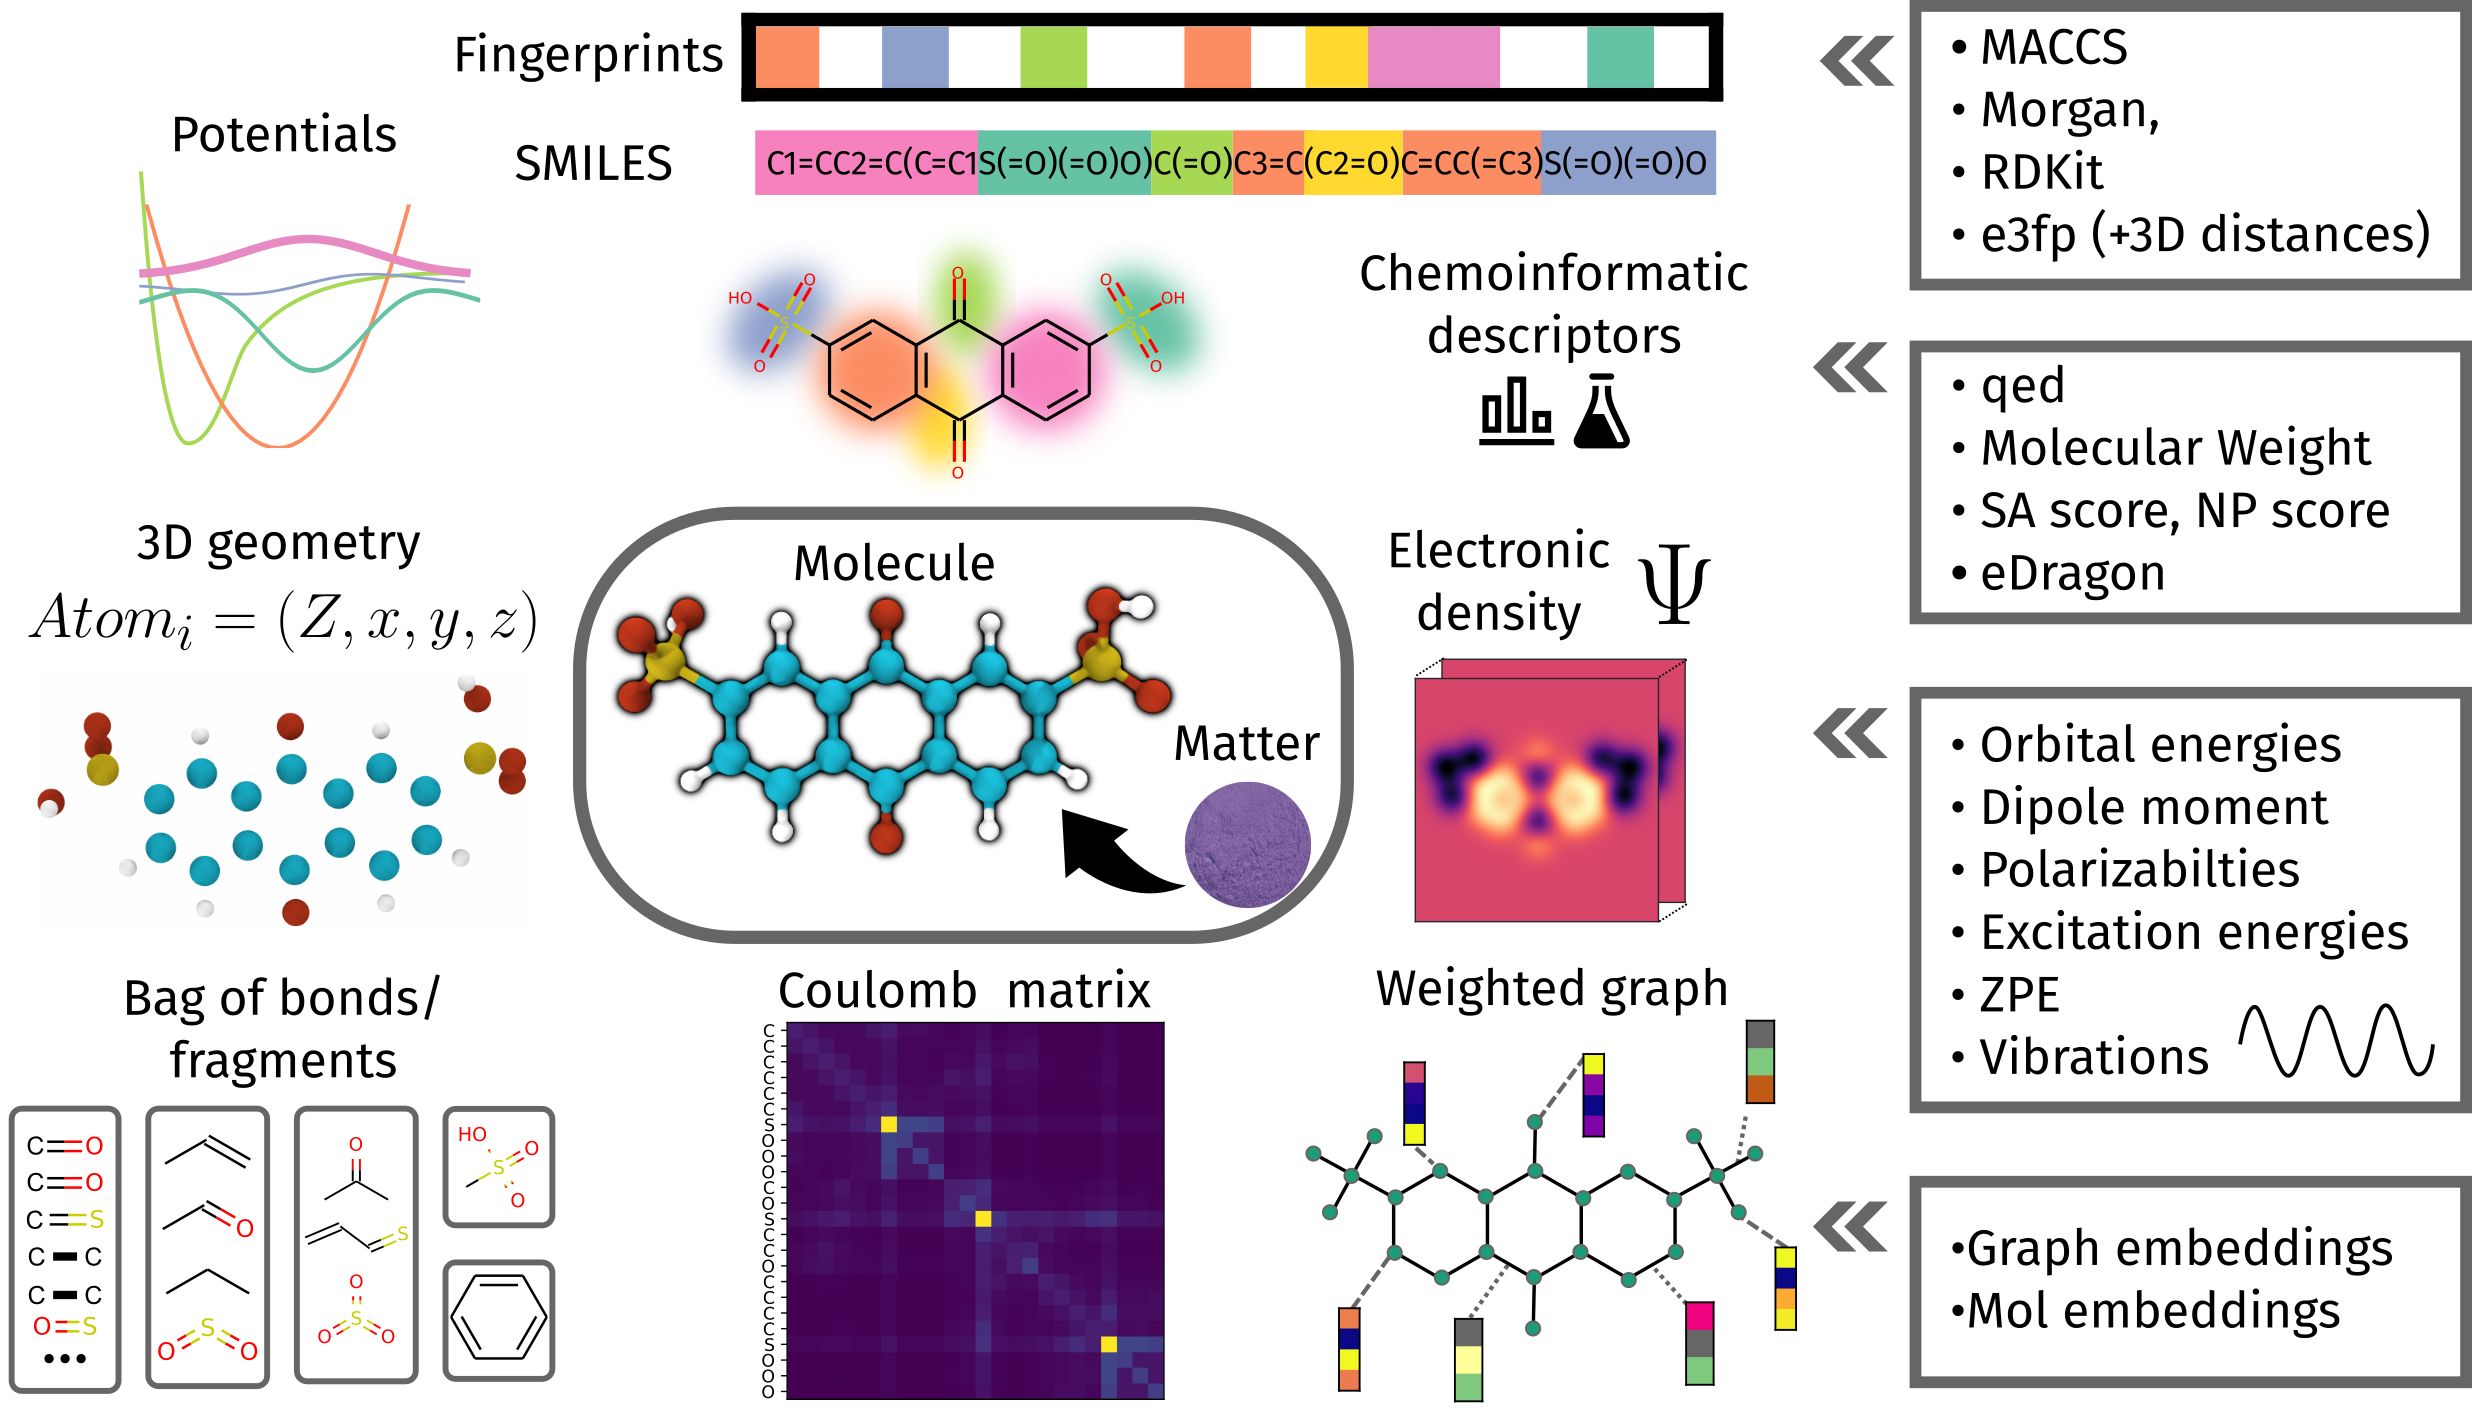 Fingerprints
SMILES
C1=CC2=C(C=C1S(=O)(=O)O)C(=O)C3=C(C2=O)C=CC(=C3)S(=O)(=O)O
• MACCS
• Morgan,
• RDKit
• e3fp (+3D distances)
Potentials
HO
O
O
S
O
O
O
S
OH
O
Chemoinformatic
descriptors
• qed
• Molecular Weight
• SA score, NP score
• eDragon
3D geometry
Atom_i = (Z, x, y, z)
Molecule
Matter
Electronic
density
Ψ
• Orbital energies
• Dipole moment
• Polarizabilties
• Excitation energies
• ZPE
• Vibrations
Bag of bonds/
fragments
C=O
C=O
C=S
C – C
C – C
O=S
•••
O
O
S
O
O
S
O
S
O
O
HO
O
S
O
Coulomb matrix
C
C
C
C
C
C
S
O
O
O
C
O
S
C
C
O
C
C
C
C
S
O
O
O
Weighted graph
•Graph embeddings
•Mol embeddings